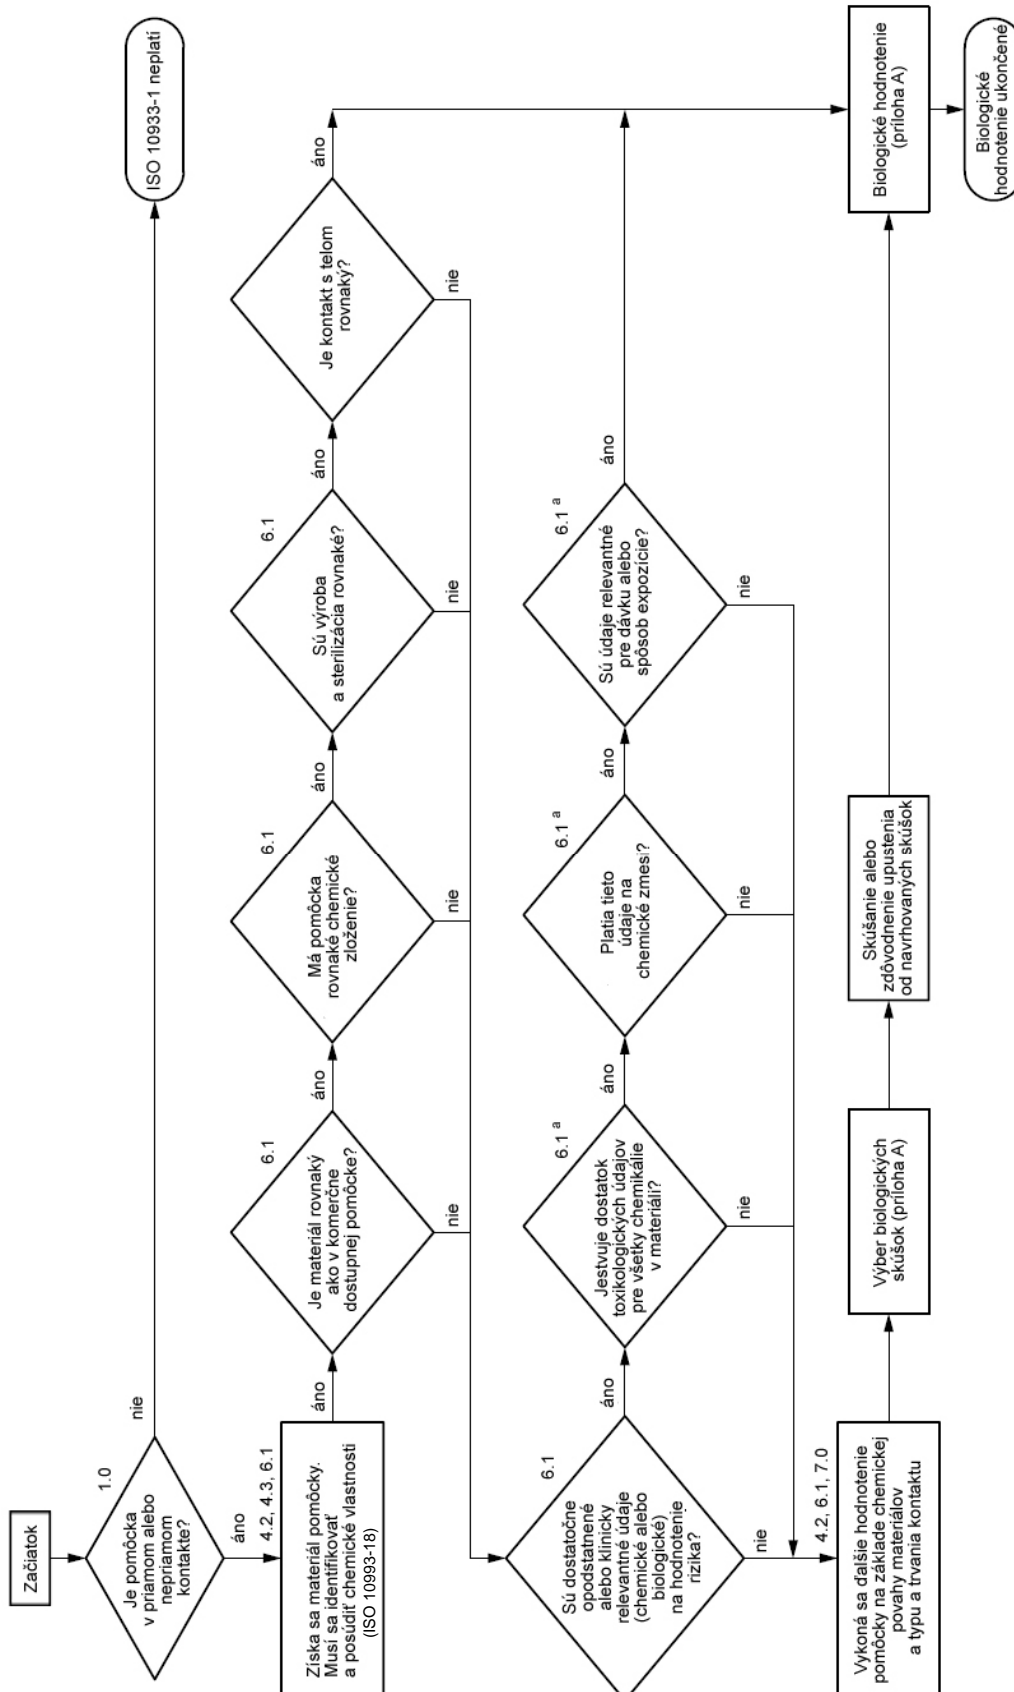 Začiatok
Je pomôcka
v priamom alebo
nepriamom
kontakte?
1.0
nie
ISO 10933-1 neplatí
áno
4.2, 4.3, 6.1
Získa sa materiál pomôcky.
Musí sa identifikovať
a posúdiť chemické vlastnosti
(ISO 10993-18)
áno
Je materiál rovnaký
ako v komerčne
dostupnej pomôcke?
6.1
nie
áno
Má pomôcka
rovnaké chemické
zloženie?
6.1
nie
áno
Sú výroba
a sterilizácia rovnaké?
6.1
nie
áno
Je kontakt s telom
rovnaký?
nie
áno
Sú dostatočne
opodstatnené
alebo klinicky
relevantné údaje
(chemické alebo
biologické)
na hodnotenie
rizika?
6.1
nie
áno
Jestvuje dostatok
toxikologických údajov
pre všetky chemikálie
v materiáli?
6.1 a
nie
áno
Platia tieto
údaje na
chemické zmesi?
6.1 a
nie
áno
Sú údaje relevantné
pre dávku alebo
spôsob expozície?
6.1 a
nie
áno
4.2, 6.1, 7.0
Vykoná sa ďalšie hodnotenie
pomôcky na základe chemickej
povahy materiálov
a typu a trvania kontaktu
Výber biologických
skúšok (príloha A)
Skúšanie alebo
zdôvodnenie upustenia
od navrhovaných skúšok
Biologické hodnotenie
(príloha A)
Biologické
hodnotenie ukončené